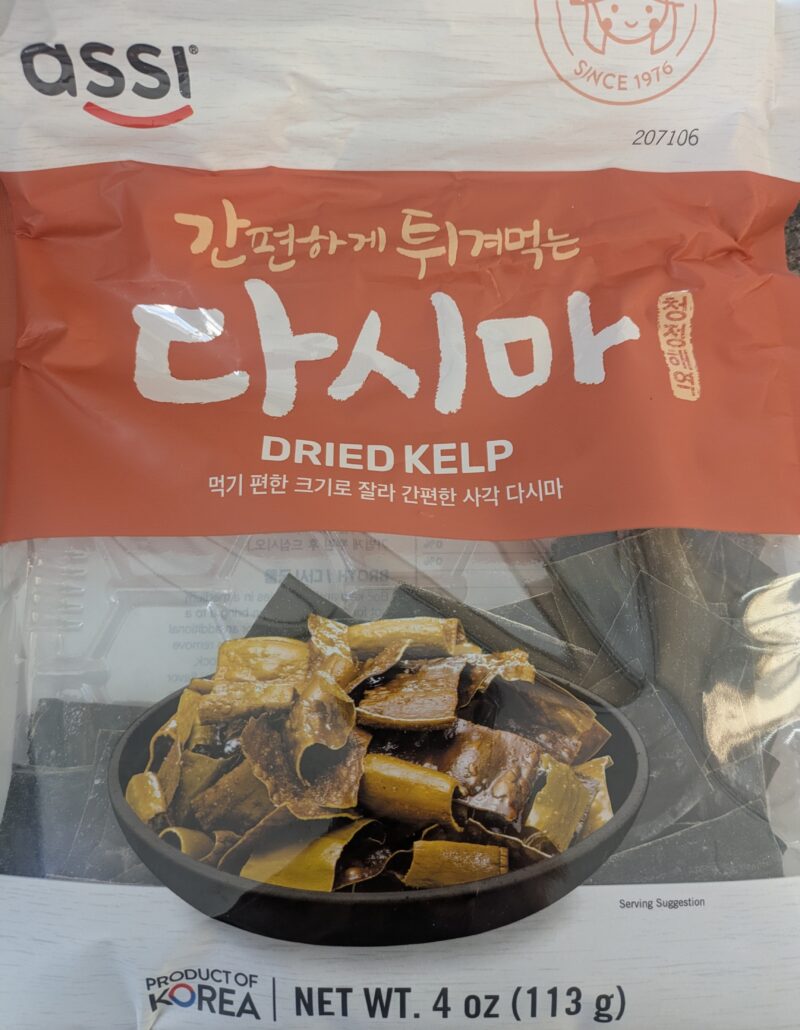 assi®
SINCE 1976
207106
간편하게 튀겨먹는
다시마
청정해역
DRIED KELP
먹기 편한 크기로 잘라 간편한 사각 다시마
Serving Suggestion
PRODUCT OF
KOREA
NET WT. 4 oz (113 g)